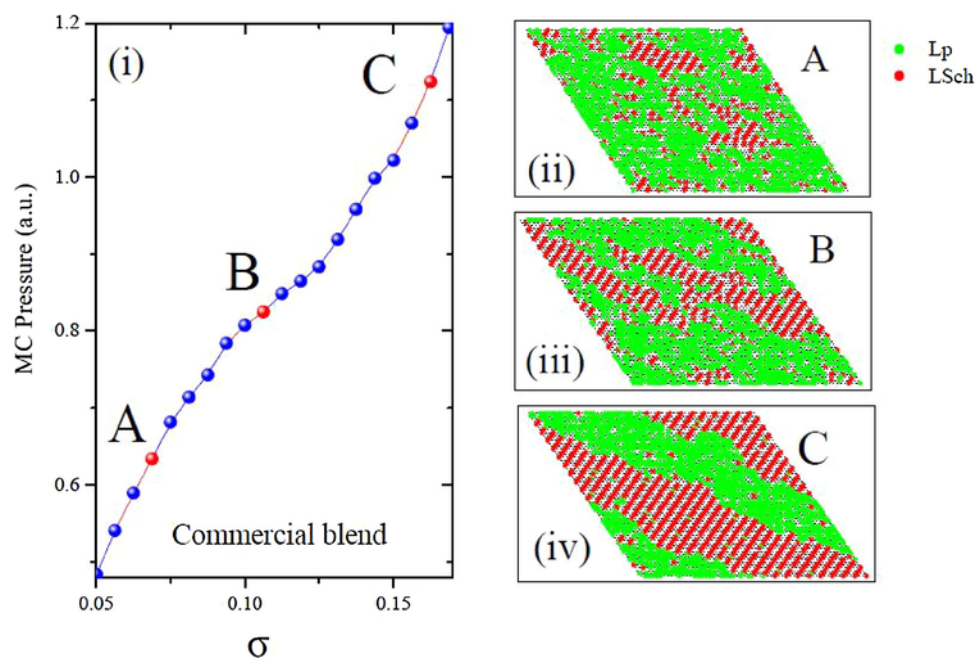 1.2
1.0
0.8
0.6
MC Pressure (a.u.)
(i)
C
B
A
Commercial blend
0.05
0.10
0.15
σ
A
(ii)
B
(iii)
C
(iv)
Lp
LSch